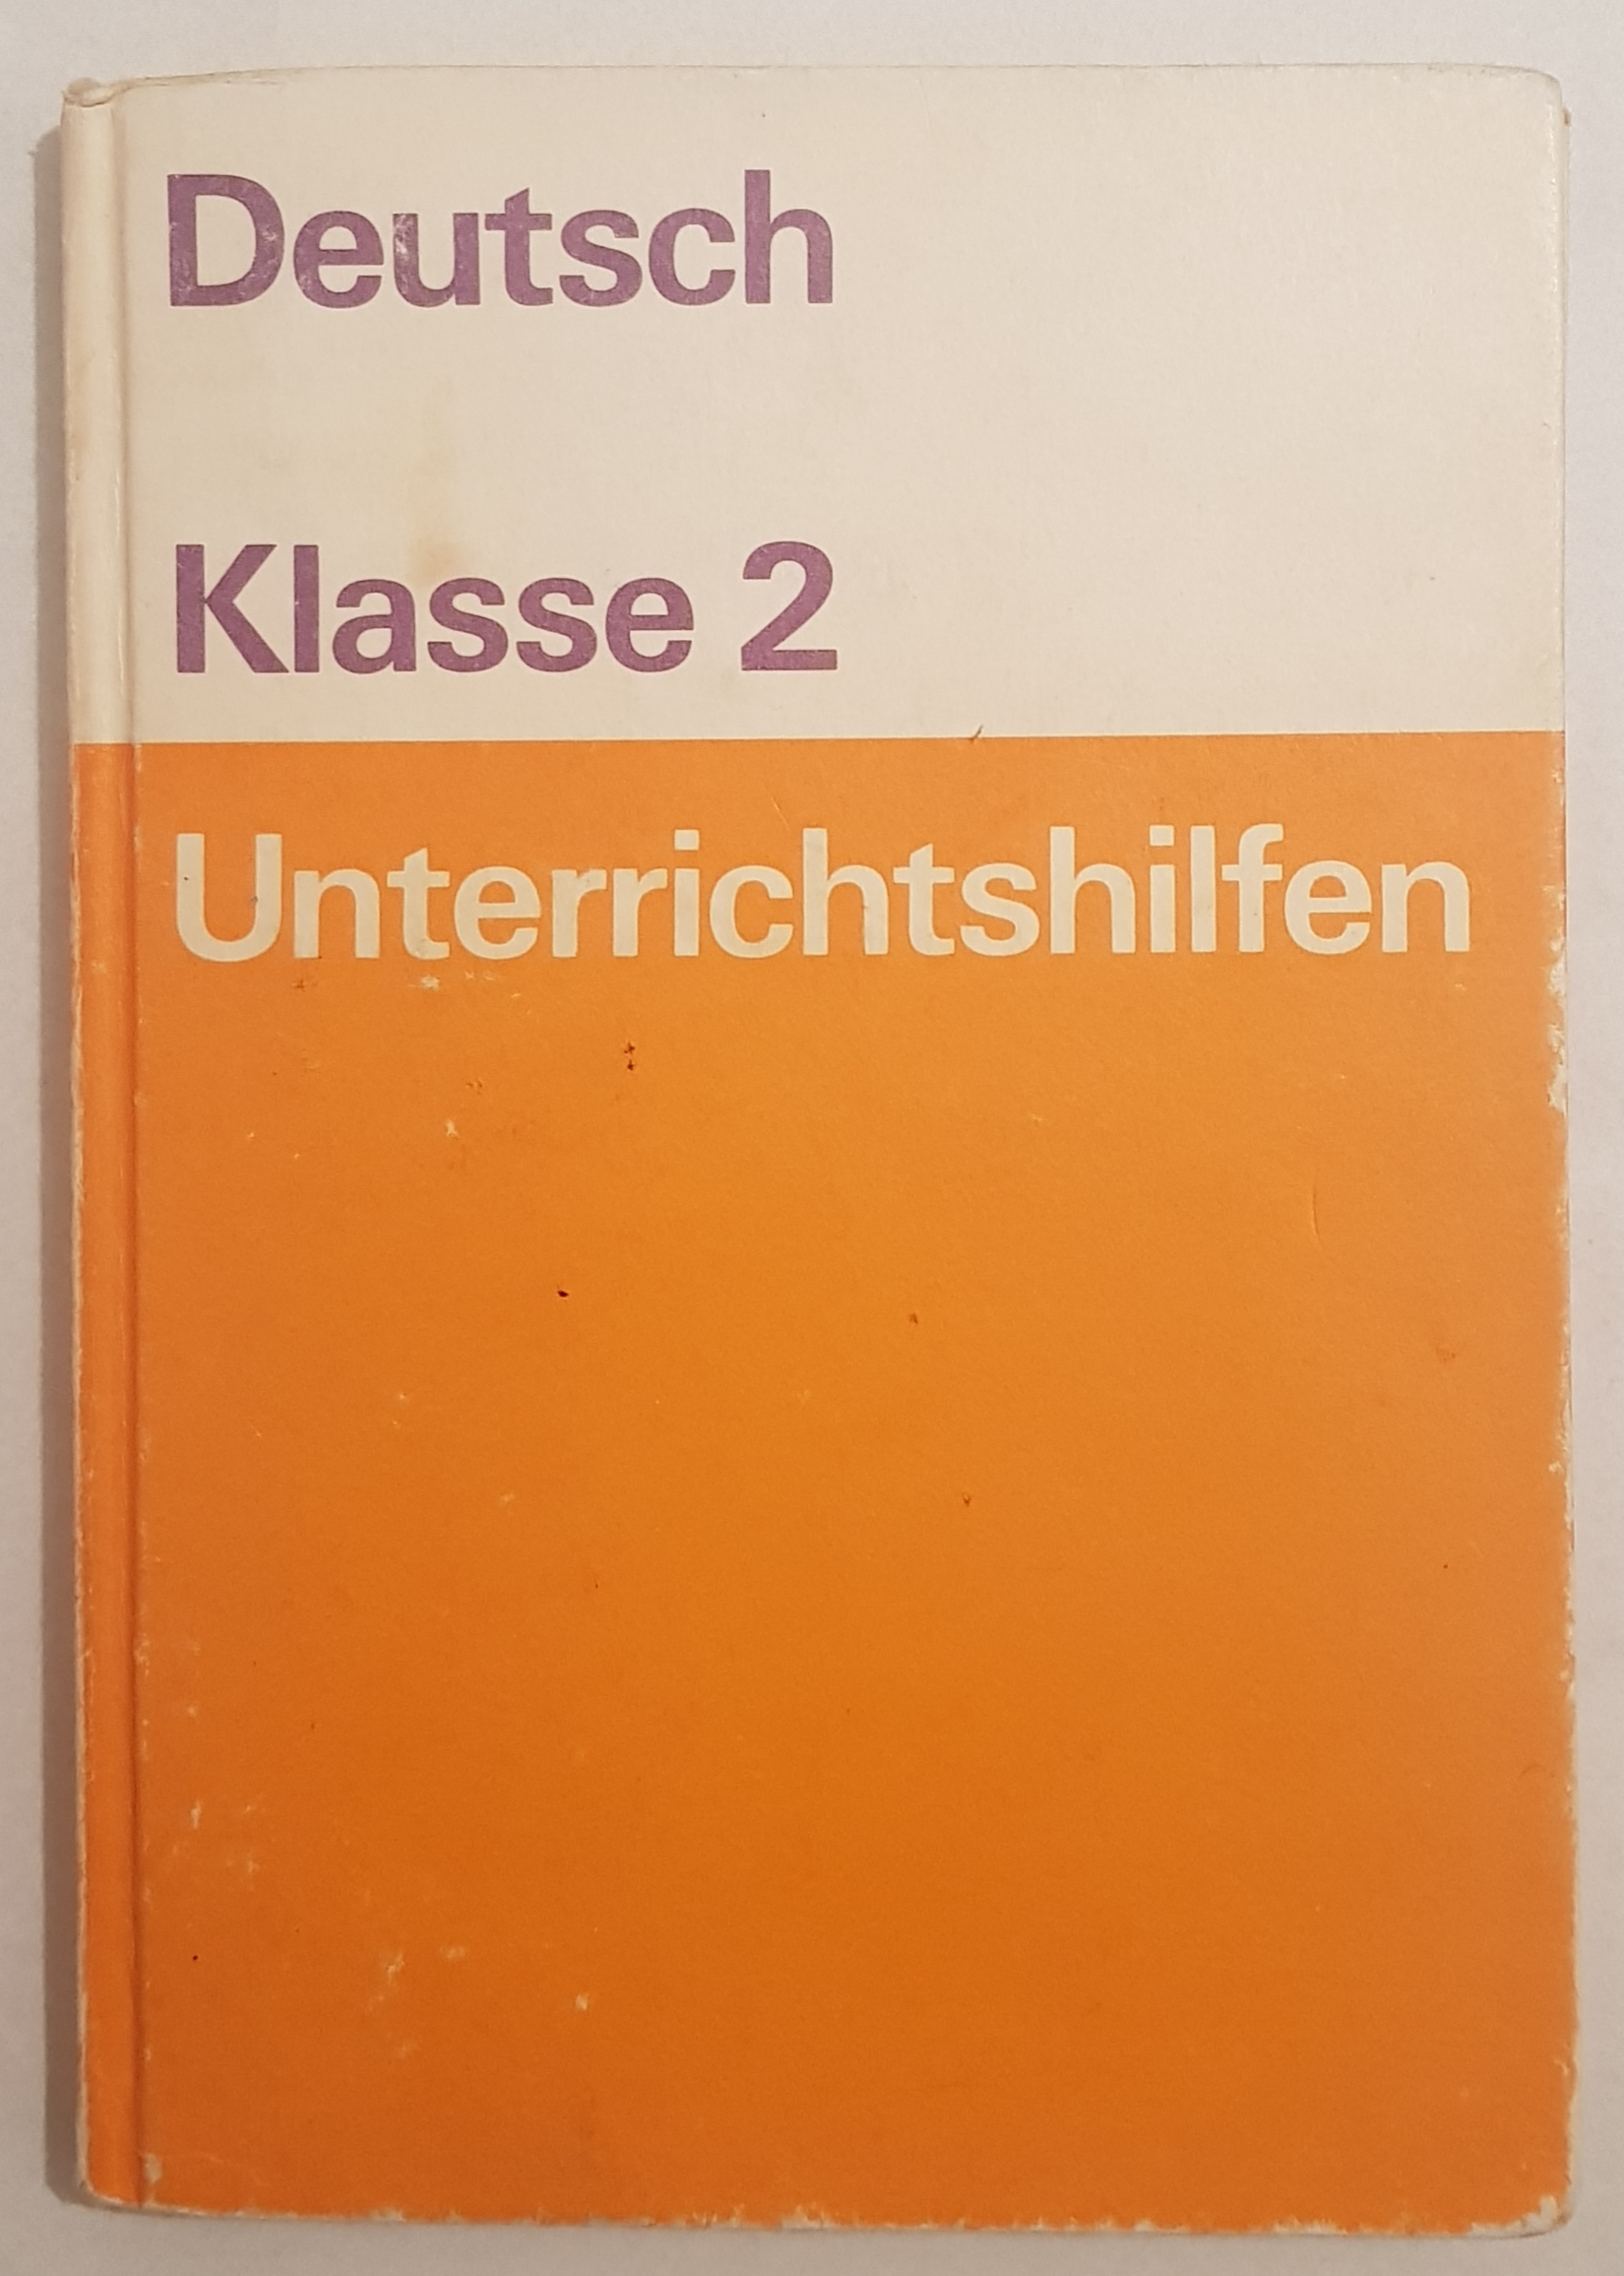 Deutsch
Klasse 2
Unterrichtshilfen